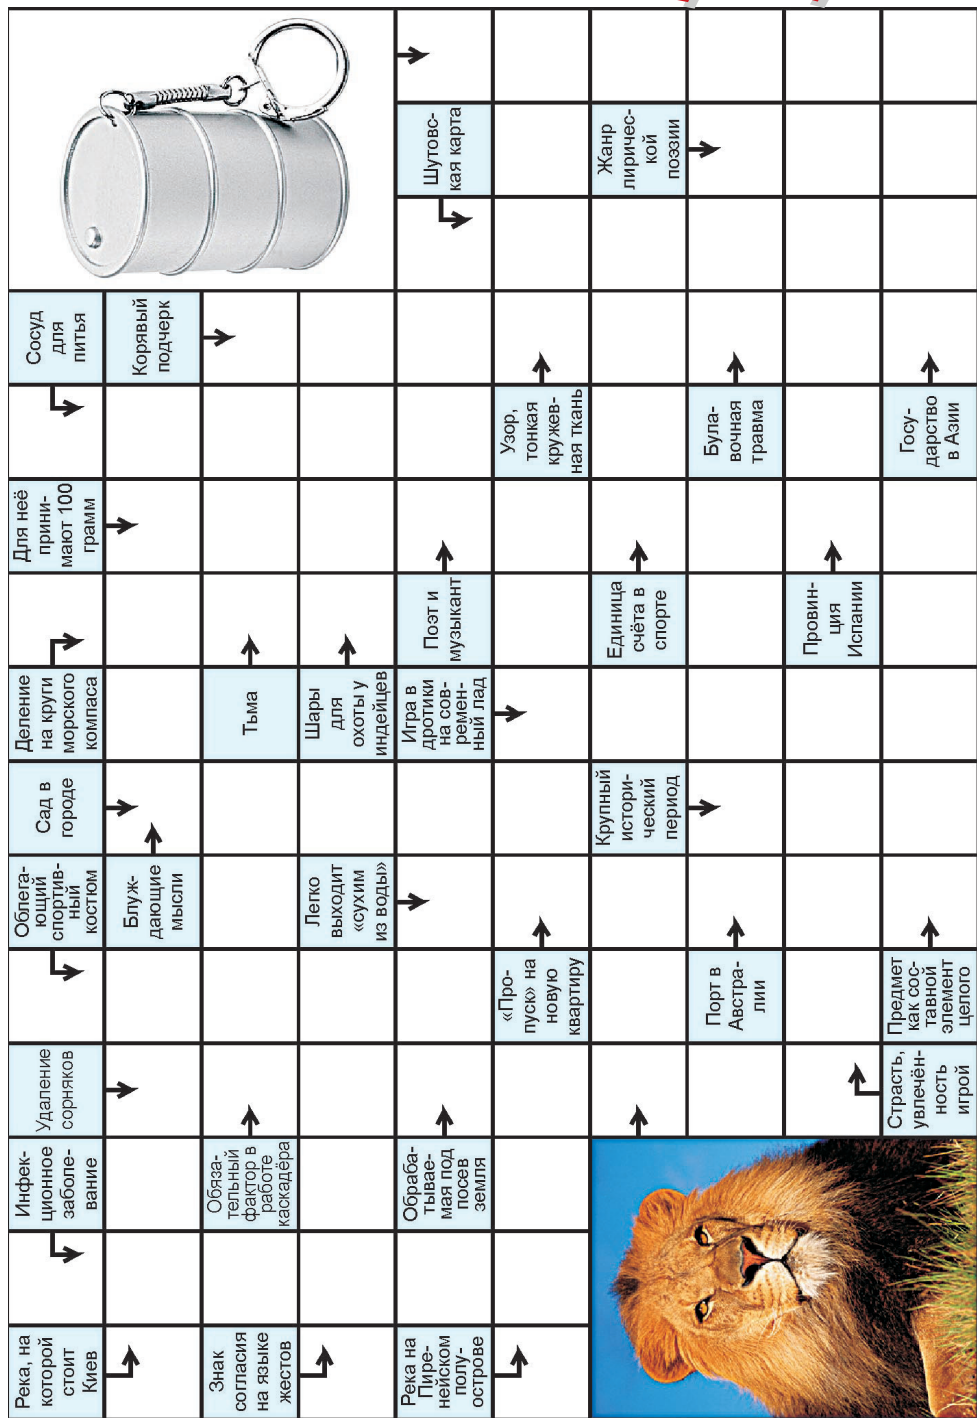 Река, на
которой
стоит
Киев
Инфек-
ционное
заболе-
вание
Удаление
сорняков
Облега-
ющий
спортив-
ный
костюм
Сад в
городе
Деление
на круги
морского
компаса
Для неё
прини-
мают 100
грамм
Сосуд
для
питья
Блуж-
дающие
мысли
Корявый
подчерк
Знак
согласия
на языке
жестов
Обяза-
тельный
фактор в
работе
каскадёра
Тьма
Легко
выходит
«сухим
из воды»
Шары
для
охоты у
индейцев
Река на
Пире-
нейском
полу-
острове
Обраба-
тывае-
мая под
посев
земля
Игра в
дротики
на сов-
ремен-
ный лад
Поэт и
музыкант
Шутовс-
кая карта
«Про-
пуск» на
новую
квартиру
Узор,
тонкая
кружев-
ная ткань
Крупный
истори-
ческий
период
Единица
счёта в
спорте
Жанр
лиричес-
кой
поэзии
Порт в
Австра-
лии
Була-
вочная
травма
Провин-
ция
Испании
Страсть,
увлечён-
ность
игрой
Предмет
как сос-
тавной
элемент
целого
Госу-
дарство
в Азии